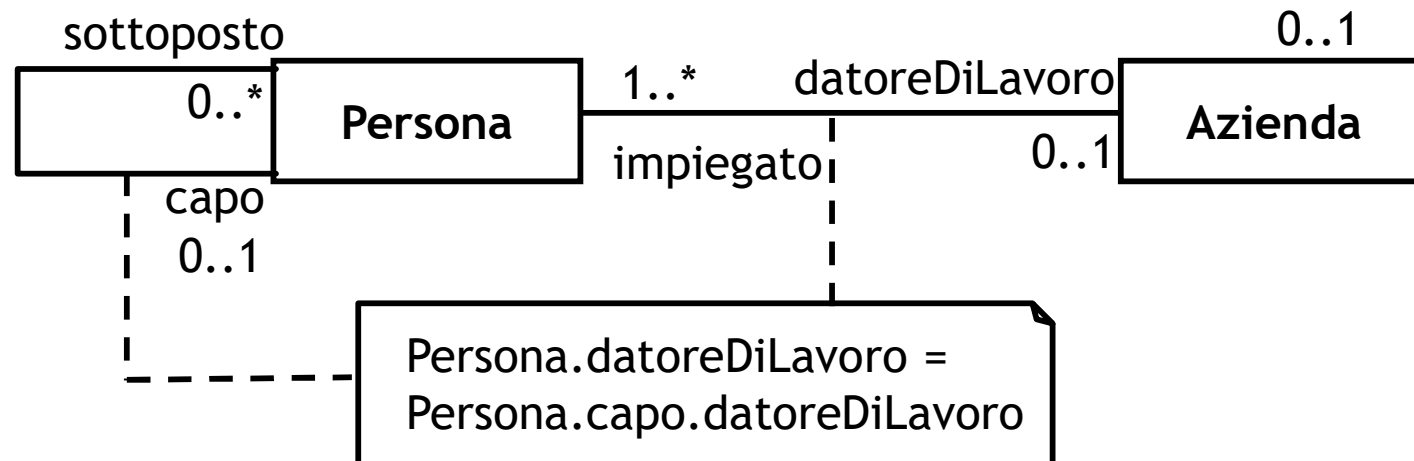 sottoposto
0..*
Persona
capo
0..1
1..*
impiegato
datoreDiLavoro
0..1
0..1
Azienda
Persona.datoreDiLavoro =
Persona.capo.datoreDiLavoro